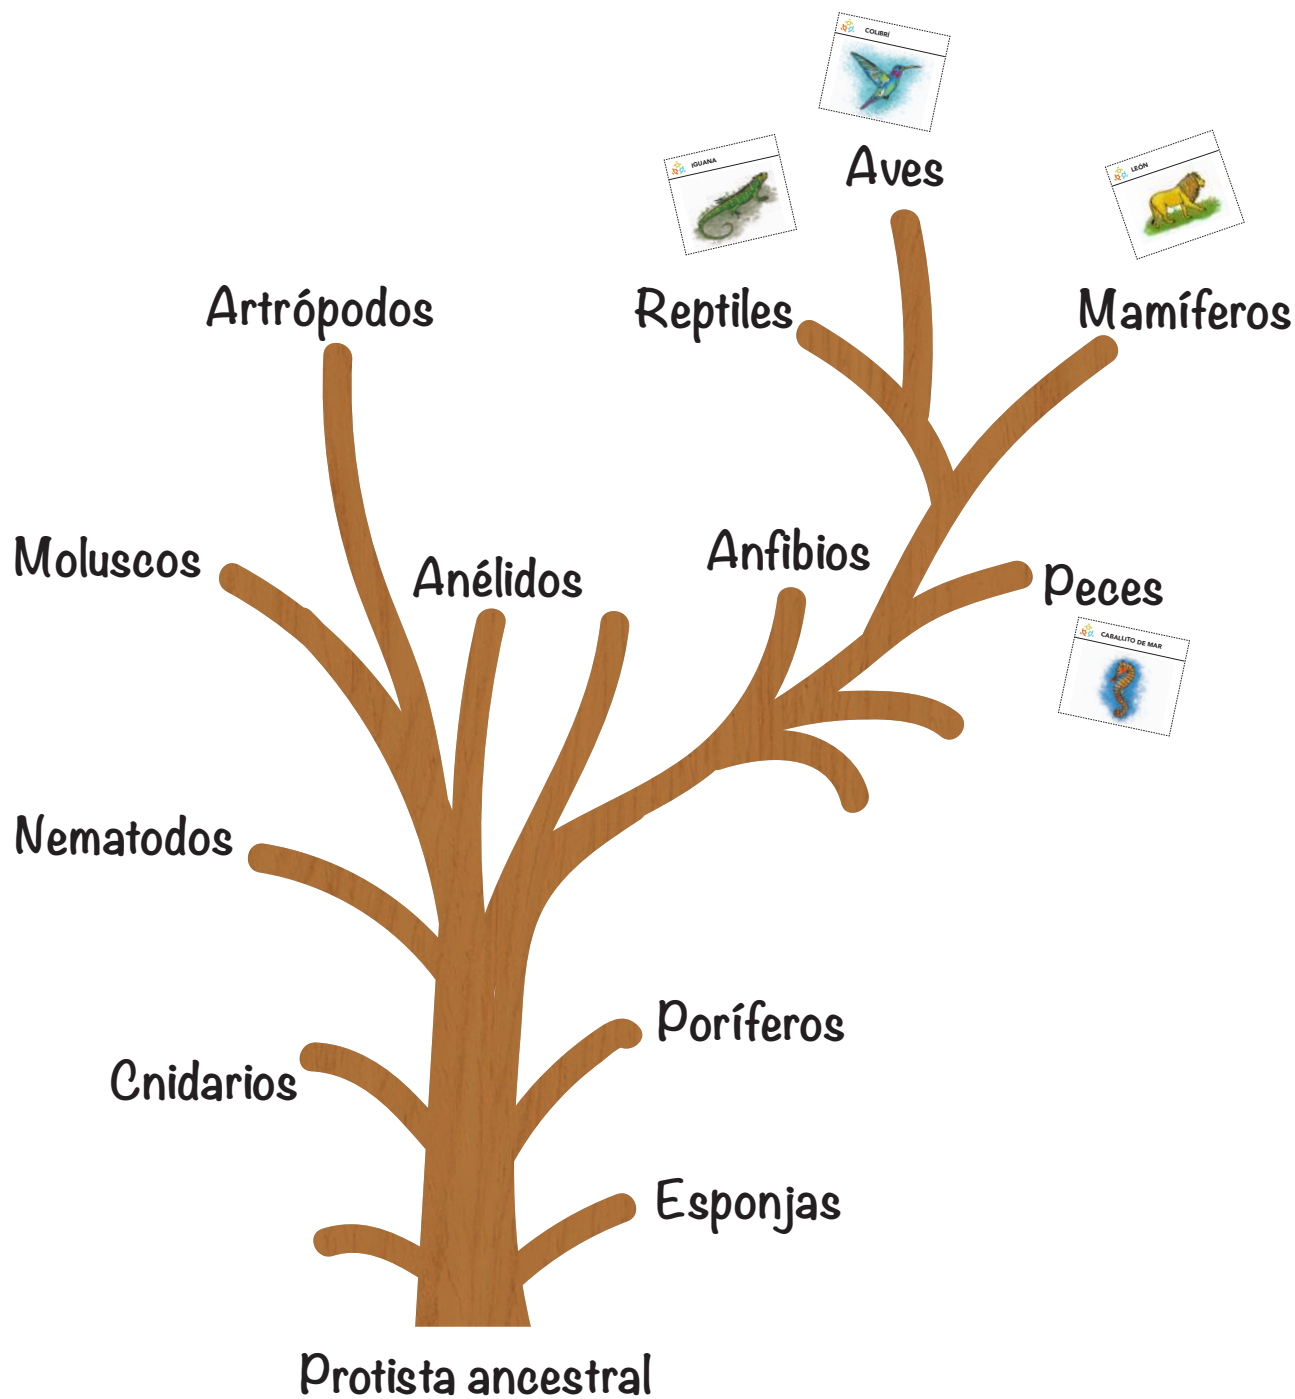 COLIBRÍ
Aves
IGUANA
LEÓN
Artrópodos
Reptiles
Mamíferos
Moluscos
Anélidos
Anfibios
Peces
CABALLITO DE MAR
Nematodos
Poríferos
Cnidarios
Esponjas
Protista ancestral